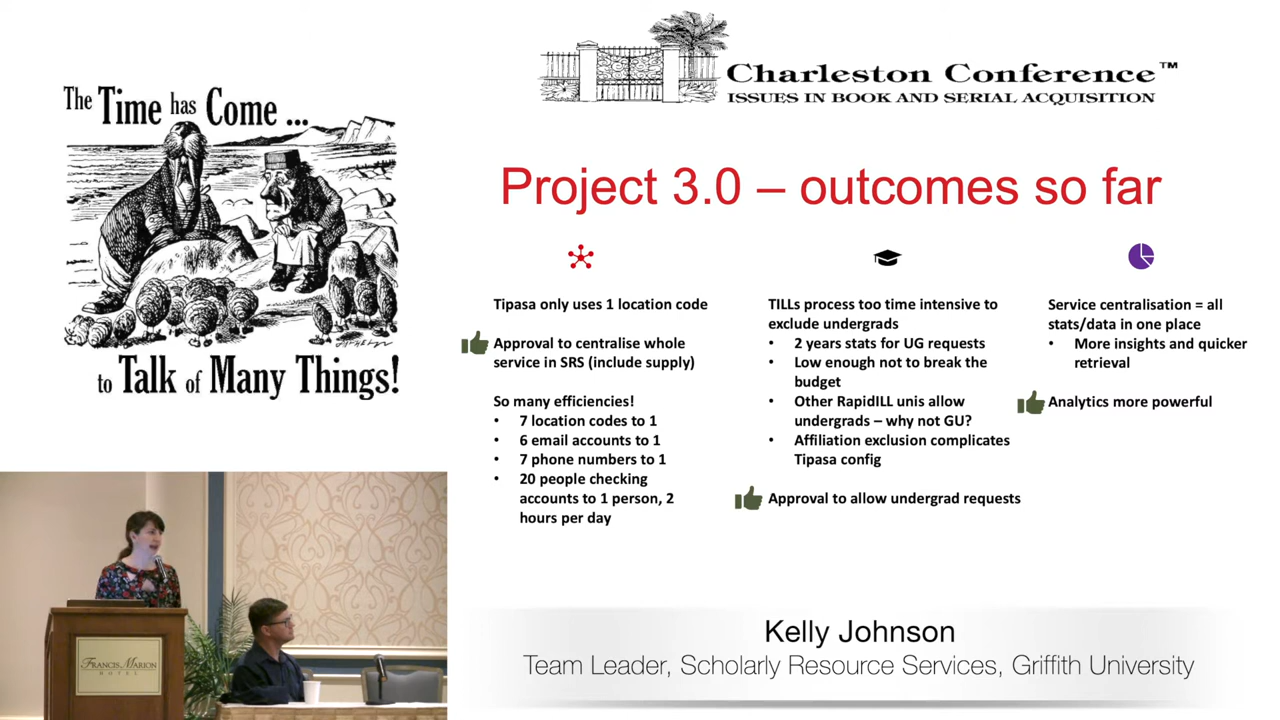 The Time has Come ...
to Talk of Many Things!
Charleston Conference™
ISSUES IN BOOK AND SERIAL ACQUISITION
Project 3.0 – outcomes so far
Tipasa only uses 1 location code
Approval to centralise whole
service in SRS (include supply)
So many efficiencies!
• 7 location codes to 1
• 6 email accounts to 1
• 7 phone numbers to 1
• 20 people checking
accounts to 1 person, 2
hours per day
TILLs process too time intensive to
exclude undergrads
• 2 years stats for UG requests
• Low enough not to break the
budget
• Other RapidILL unis allow
undergrads – why not GU?
• Affiliation exclusion complicates
Tipasa config
Approval to allow undergrad requests
Service centralisation = all
stats/data in one place
• More insights and quicker
retrieval
Analytics more powerful
FRANCIS MARION
HOTEL
Kelly Johnson
Team Leader, Scholarly Resource Services, Griffith University